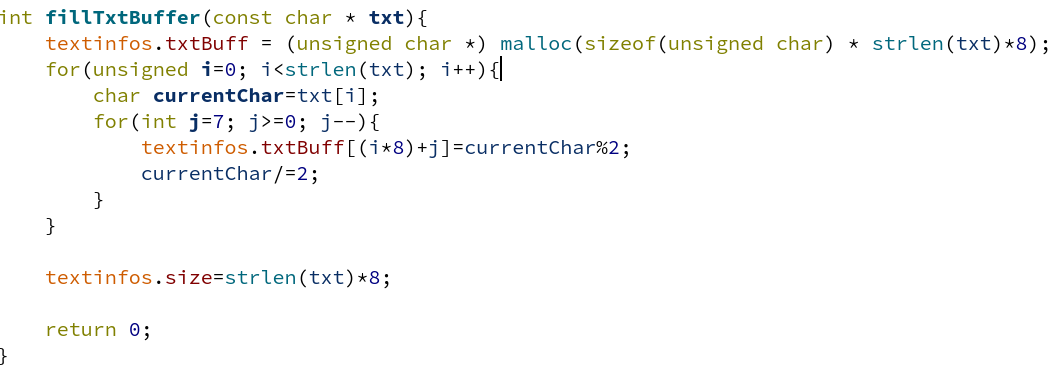 int fillTxtBuffer(const char * txt){
    textinfos.txtBuff = (unsigned char *) malloc(sizeof(unsigned char) * strlen(txt)*8);
    for(unsigned i=0; i<strlen(txt); i++){
        char currentChar=txt[i];
        for(int j=7; j>=0; j--){
            textinfos.txtBuff[(i*8)+j]=currentChar%2;
            currentChar/=2;
        }
    }

    textinfos.size=strlen(txt)*8;

    return 0;
}